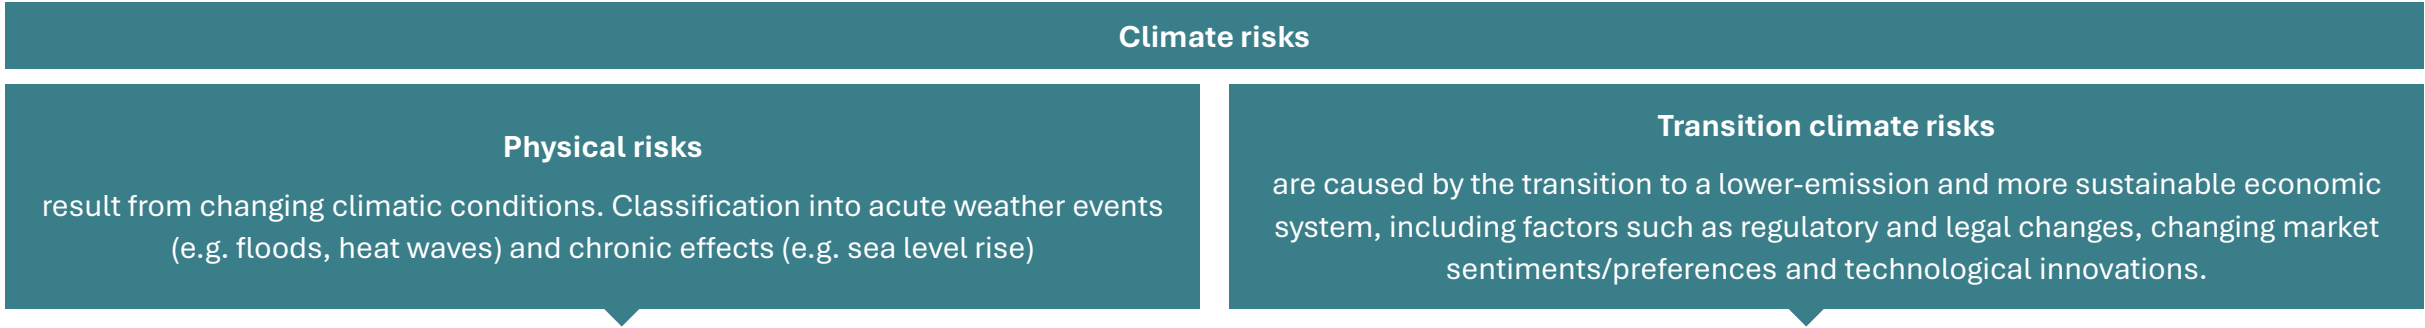 Climate risks
Physical risks
result from changing climatic conditions. Classification into acute weather events
(e.g. floods, heat waves) and chronic effects (e.g. sea level rise)
Transition climate risks
are caused by the transition to a lower-emission and more sustainable economic
system, including factors such as regulatory and legal changes, changing market
sentiments/preferences and technological innovations.